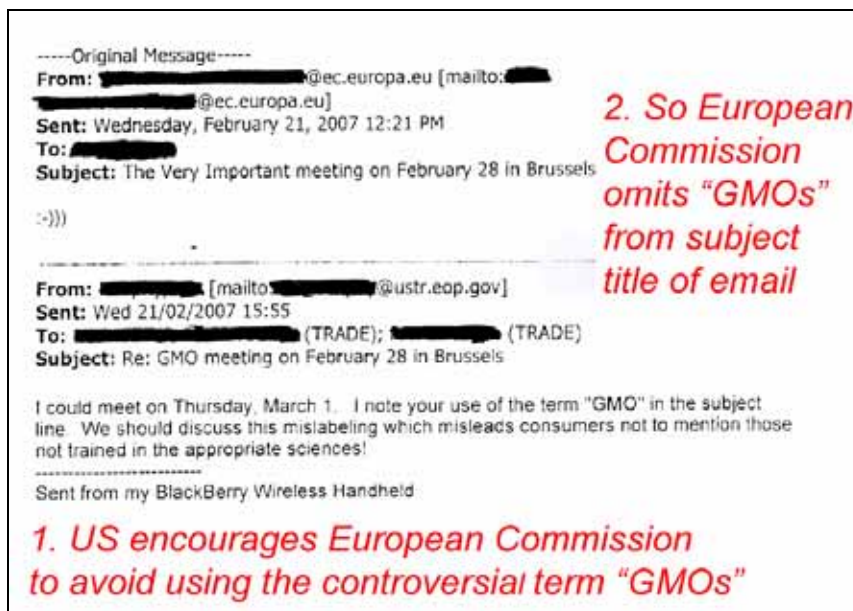 -----Original Message-----
From: @ec.europa.eu [mailto:
@ec.europa.eu]
Sent: Wednesday, February 21, 2007 12:21 PM
To:
Subject: The Very Important meeting on February 28 in Brussels
:-)))
2. So European
Commission
omits “GMOs”
from subject
title of email
From: [mailto: @ustr.eop.gov]
Sent: Wed 21/02/2007 15:55
To: (TRADE); (TRADE)
Subject: Re: GMO meeting on February 28 in Brussels
I could meet on Thursday, March 1. I note your use of the term "GMO" in the subject
line. We should discuss this mislabeling which misleads consumers not to mention those
not trained in the appropriate sciences!
--------------------------
Sent from my BlackBerry Wireless Handheld
1. US encourages European Commission
to avoid using the controversial term “GMOs”